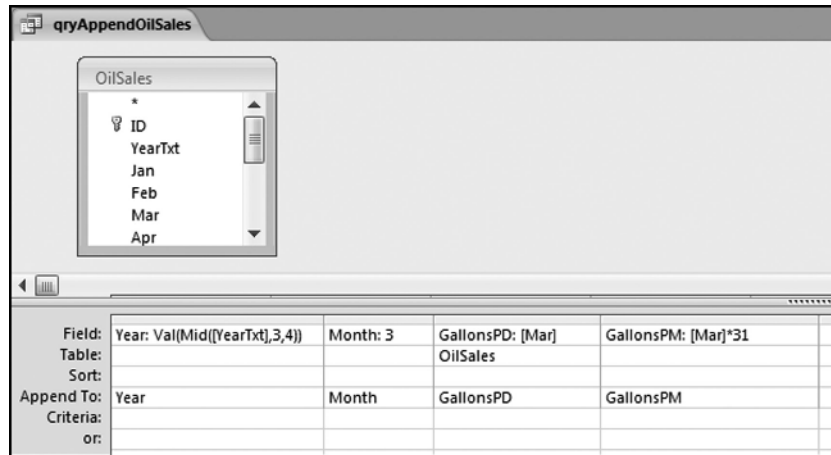 qryAppendOilSales
OilSales
*
ID
YearTxt
Jan
Feb
Mar
Apr
Field: Year: Val(Mid([YearTxt],3,4)) Month: 3 GallonsPD: [Mar] GallonsPM: [Mar]*31
Table: OilSales
Sort:
Append To: Year Month GallonsPD GallonsPM
Criteria:
or: